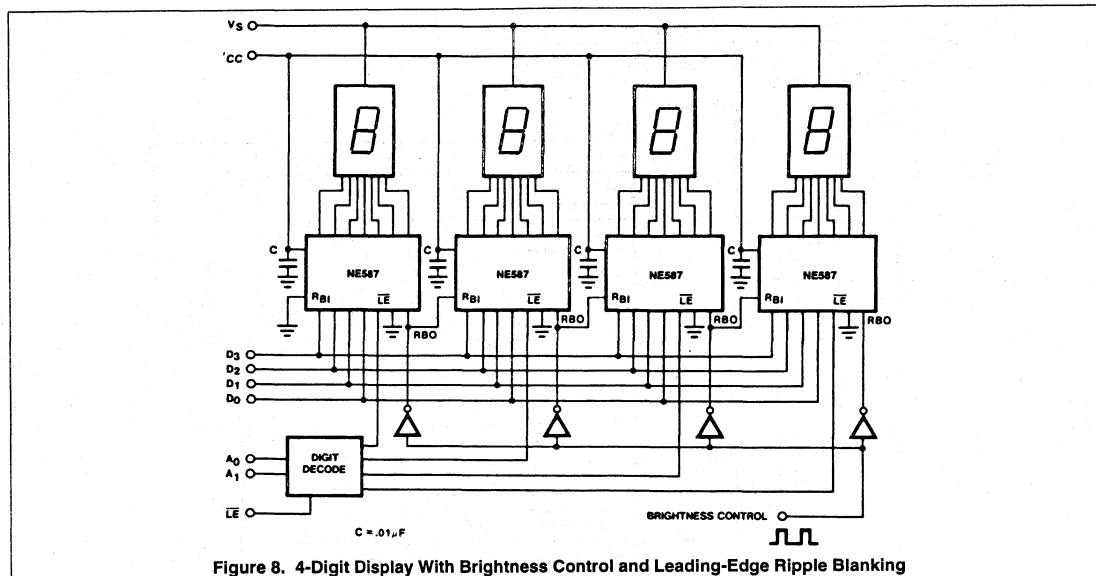 VS
'CC
C
C
C
C
NE587
NE587
NE587
NE587
RBI
LE
RBI
LE
RBI
LE
RBI
LE
RBO
RBO
RBO
RBO
D3
D2
D1
D0
A0
A1
LE
DIGIT
DECODE
C = .01μF
BRIGHTNESS CONTROL
Figure 8. 4-Digit Display With Brightness Control and Leading-Edge Ripple Blanking